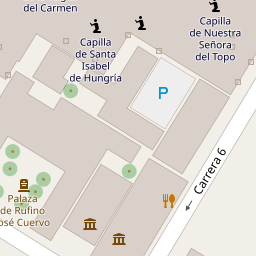 del Carmen
Capilla
de Nuestra
Señora
del Topo
Capilla
de Santa
Isabel
de Hungría
P
Carrera 6
Palaza
de Rufino
José Cuervo